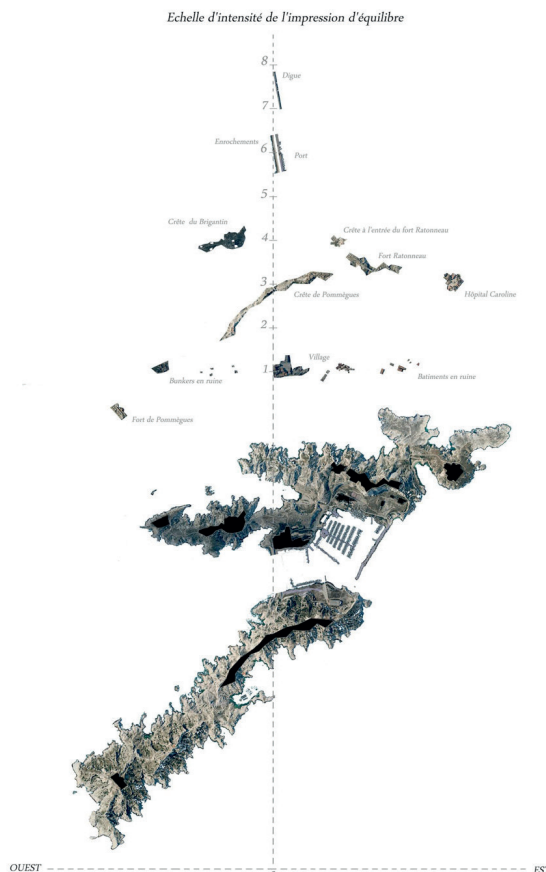 Echelle d'intensité de l'impression d'équilibre
8
Digue
7
Enrochements
6
Port
5
Crête du Brigantin
4
Crête à l'entrée du fort Ratonneau
Fort Ratonneau
3
Crête de Pommègues
Hôpital Caroline
2
Village
1
Bunkers en ruine
Batiments en ruine
Fort de Pommègues
OUEST
ES